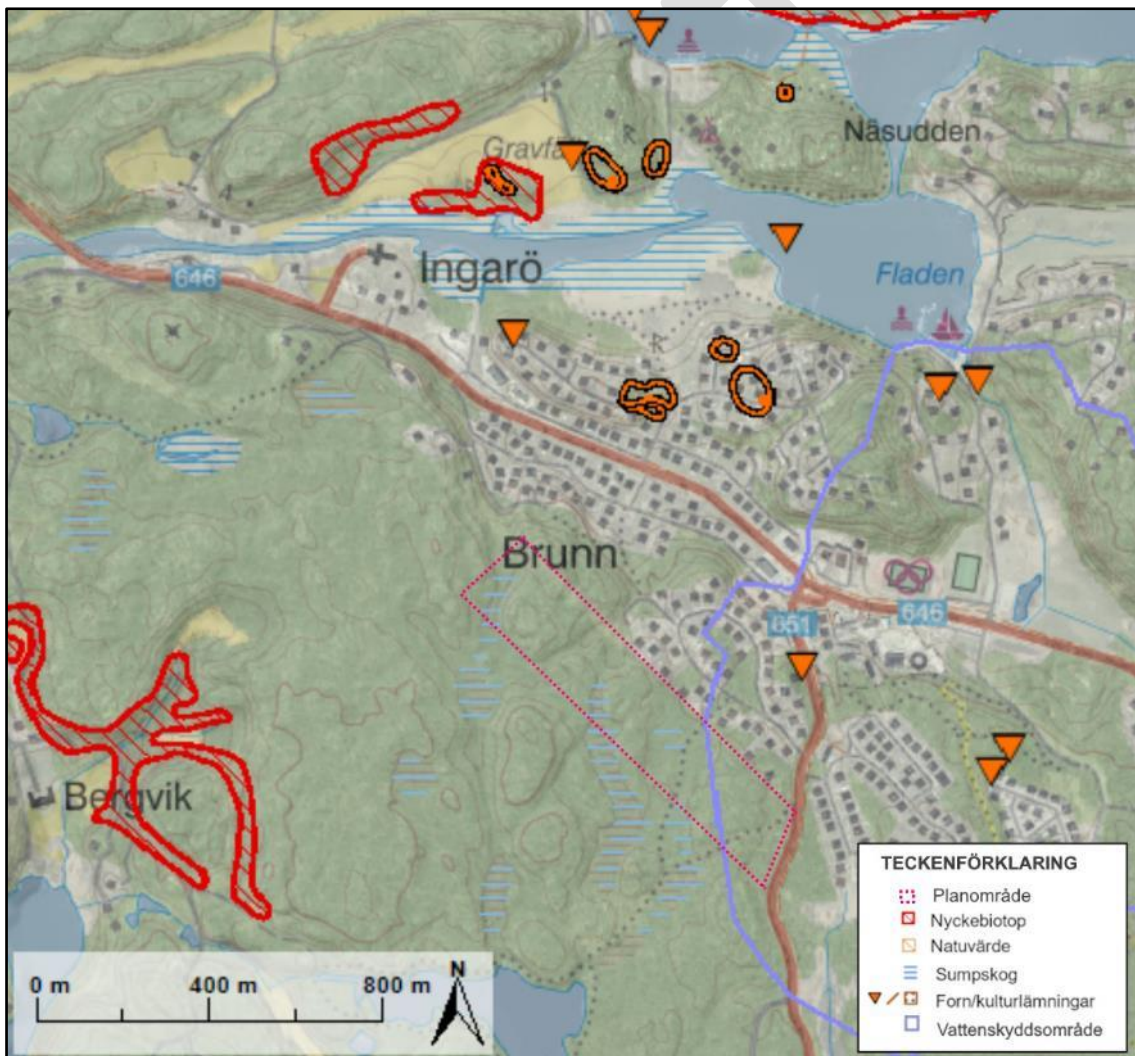 Näsudden
Gravfä
R
R
Ingarö
646
Fladen
Brunn
651
646
Bergvik
TECKENFÖRKLARING
Planområde
Nyckebiotop
Natuvärde
Sumpskog
Forn/kulturlämningar
Vattenskyddsområde
N
0 m 400 m 800 m